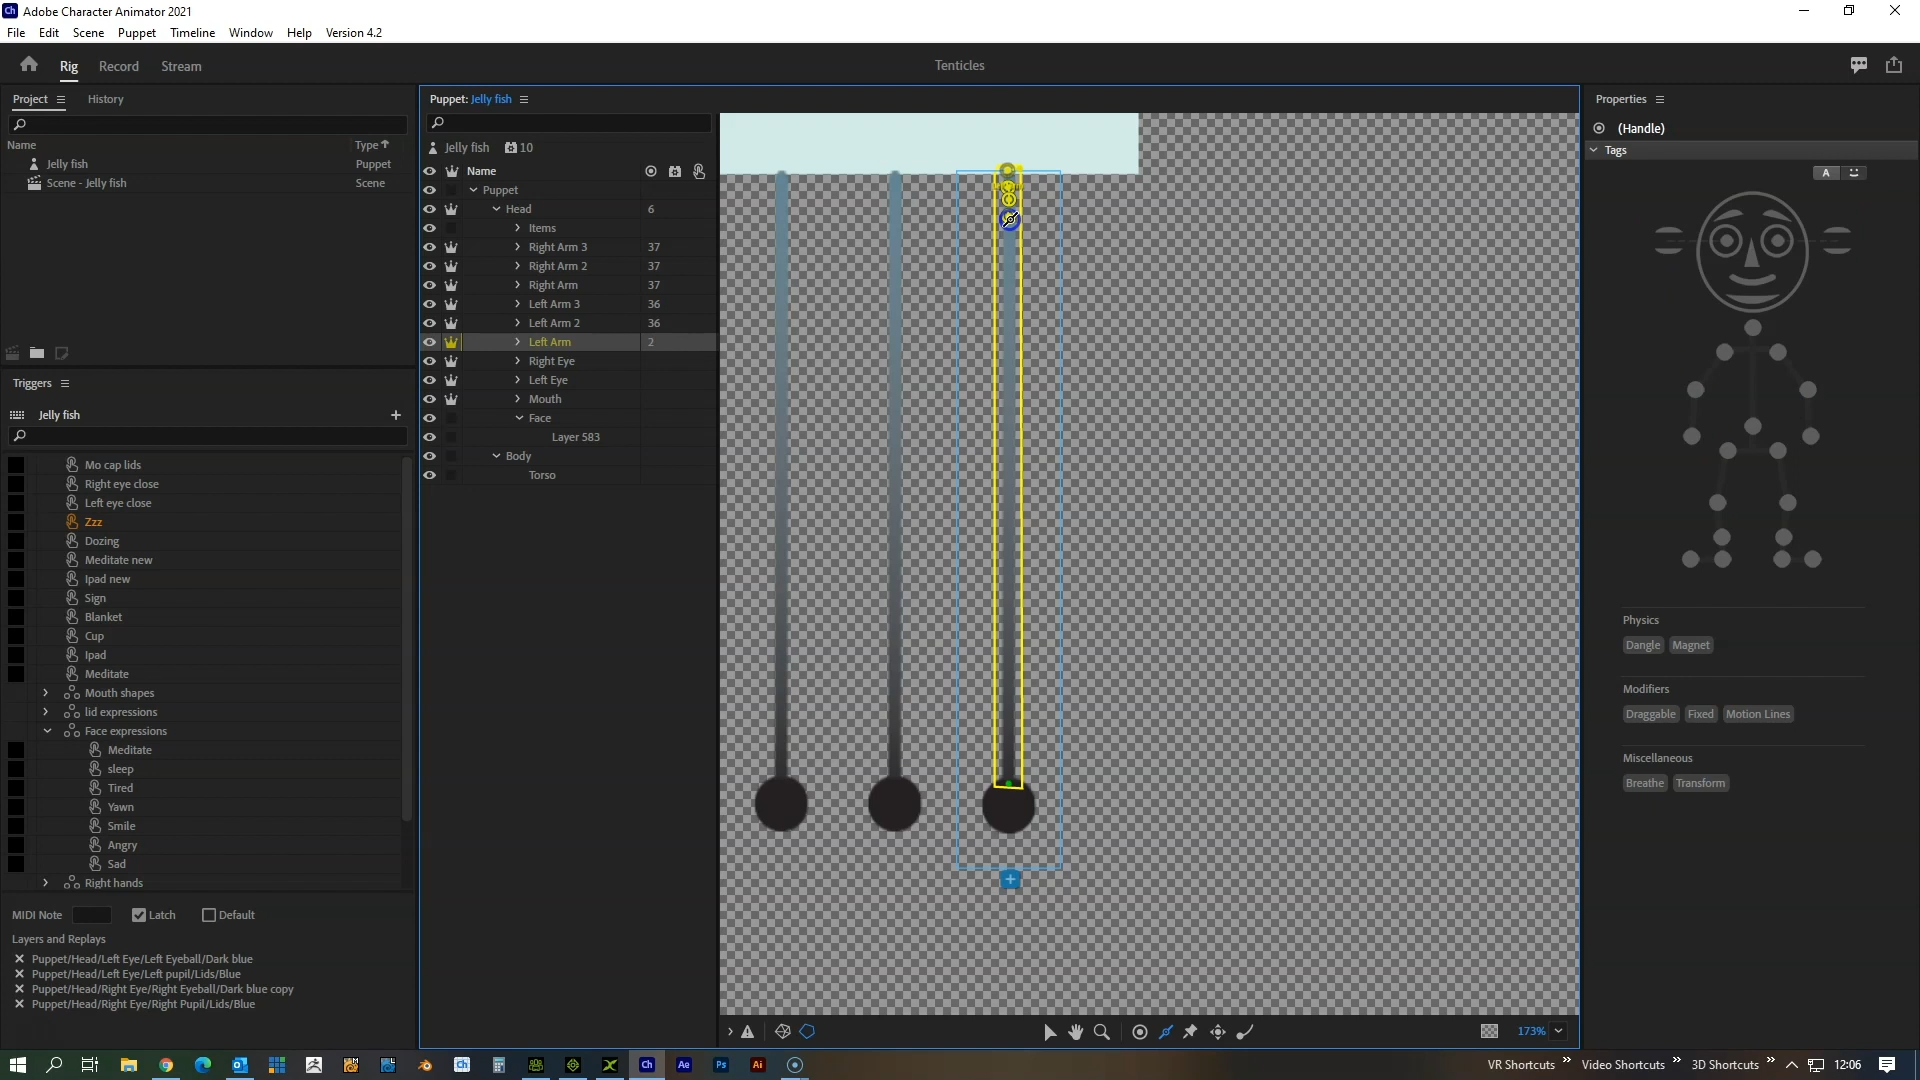 Ch Adobe Character Animator 2021
File Edit Scene Puppet Timeline Window Help Version 4.2
Rig Record Stream
Tenticles
Project History
Name Type
Jelly fish Puppet
Scene - Jelly fish Scene
Triggers
Jelly fish
Mo cap lids
Right eye close
Left eye close
Zzz
Dozing
Meditate new
Ipad new
Sign
Blanket
Cup
Ipad
Meditate
Mouth shapes
lid expressions
Face expressions
Meditate
sleep
Tired
Yawn
Smile
Angry
Sad
Right hands
MIDI Note Latch Default
Layers and Replays
Puppet/Head/Left Eye/Left Eyeball/Dark blue
Puppet/Head/Left Eye/Left pupil/Lids/Blue
Puppet/Head/Right Eye/Right Eyeball/Dark blue copy
Puppet/Head/Right Eye/Right Pupil/Lids/Blue
Puppet: Jelly fish
Jelly fish 10
Name
Puppet
Head 6
Items
Right Arm 3 37
Right Arm 2 37
Right Arm 37
Left Arm 3 36
Left Arm 2 36
Left Arm 2
Right Eye
Left Eye
Mouth
Face
Layer 583
Body
Torso
173%
Properties
(Handle)
Tags
A
Physics
Dangle Magnet
Modifiers
Draggable Fixed Motion Lines
Miscellaneous
Breathe Transform
Ch Ch Ae Ps Ai
VR Shortcuts Video Shortcuts 3D Shortcuts 12:06